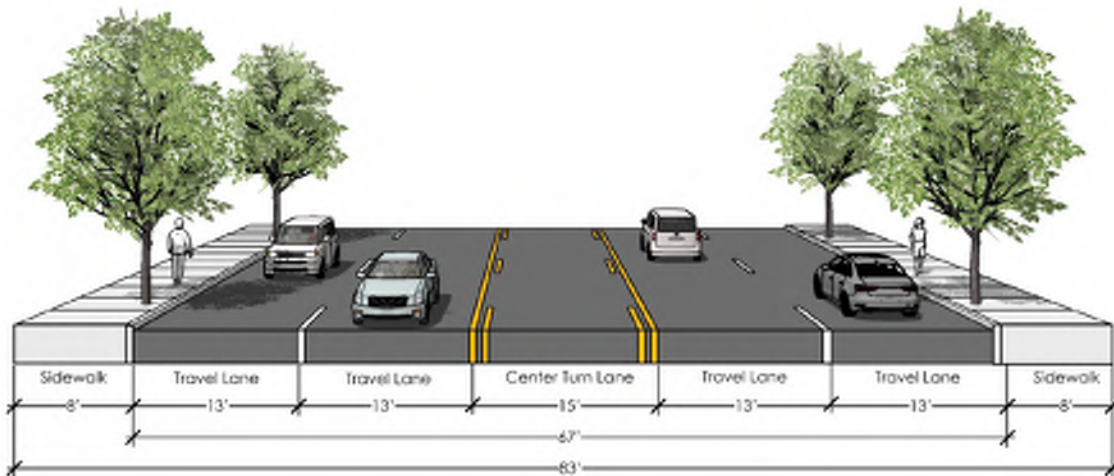 Sidewalk Travel Lane Travel Lane Center Turn Lane Travel Lane Travel Lane Sidewalk
8' 13' 13' 15' 13' 13' 8'
67'
83'